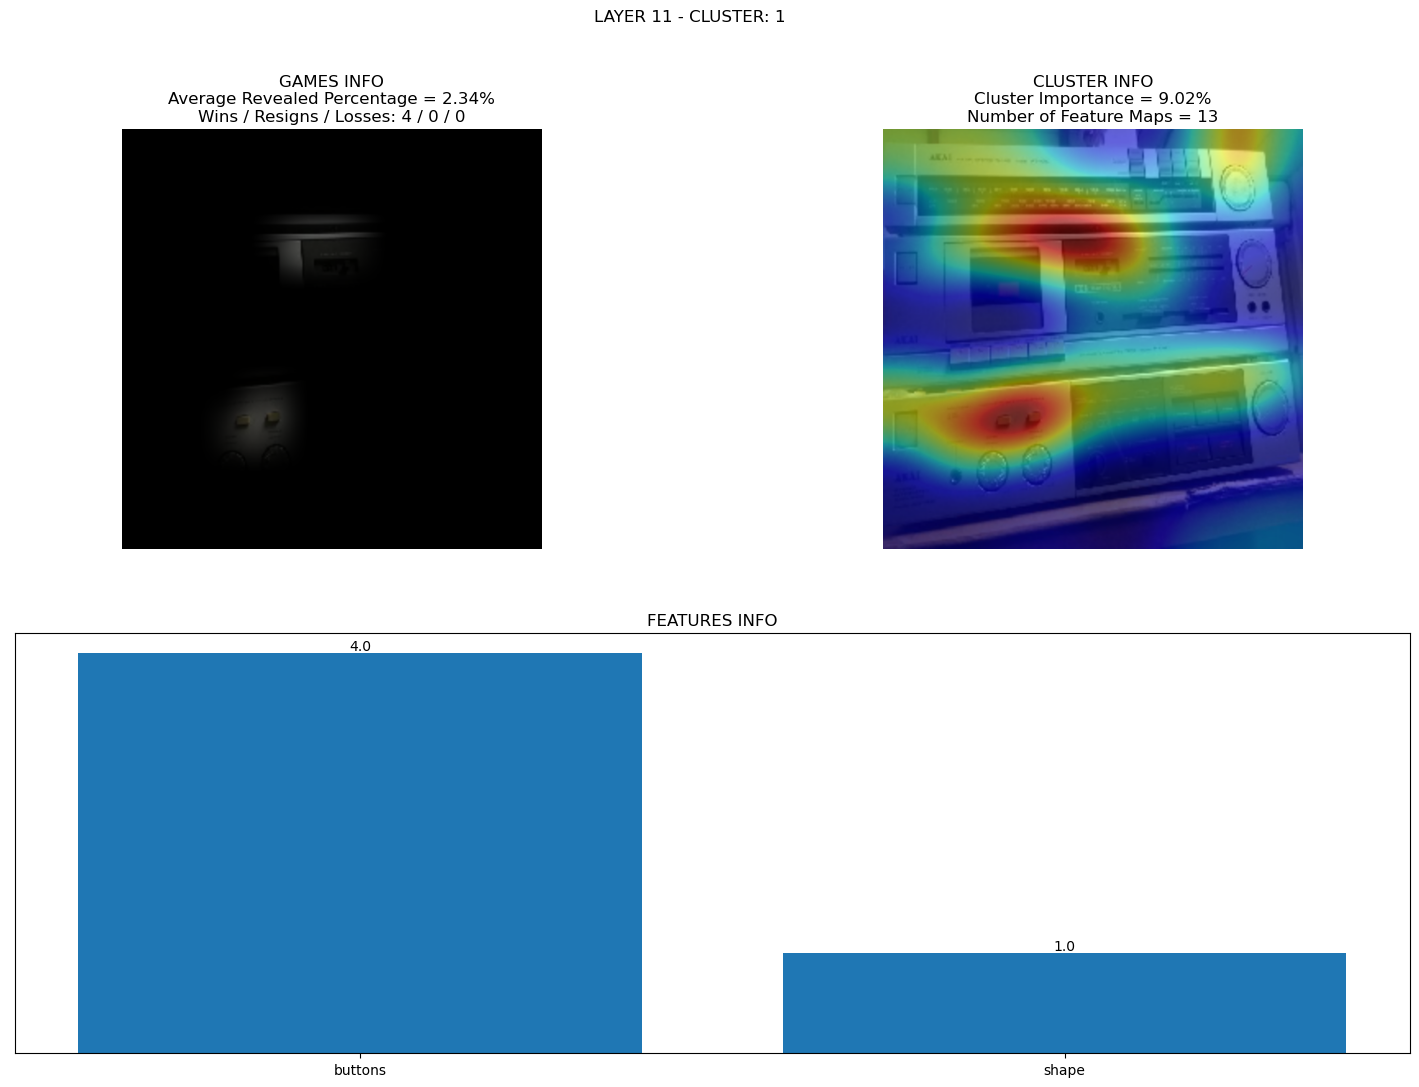 LAYER 11 - CLUSTER: 1
GAMES INFO
Average Revealed Percentage = 2.34%
Wins / Resigns / Losses: 4 / 0 / 0
CLUSTER INFO
Cluster Importance = 9.02%
Number of Feature Maps = 13
AKAI
FEATURES INFO
4.0
1.0
buttons
shape